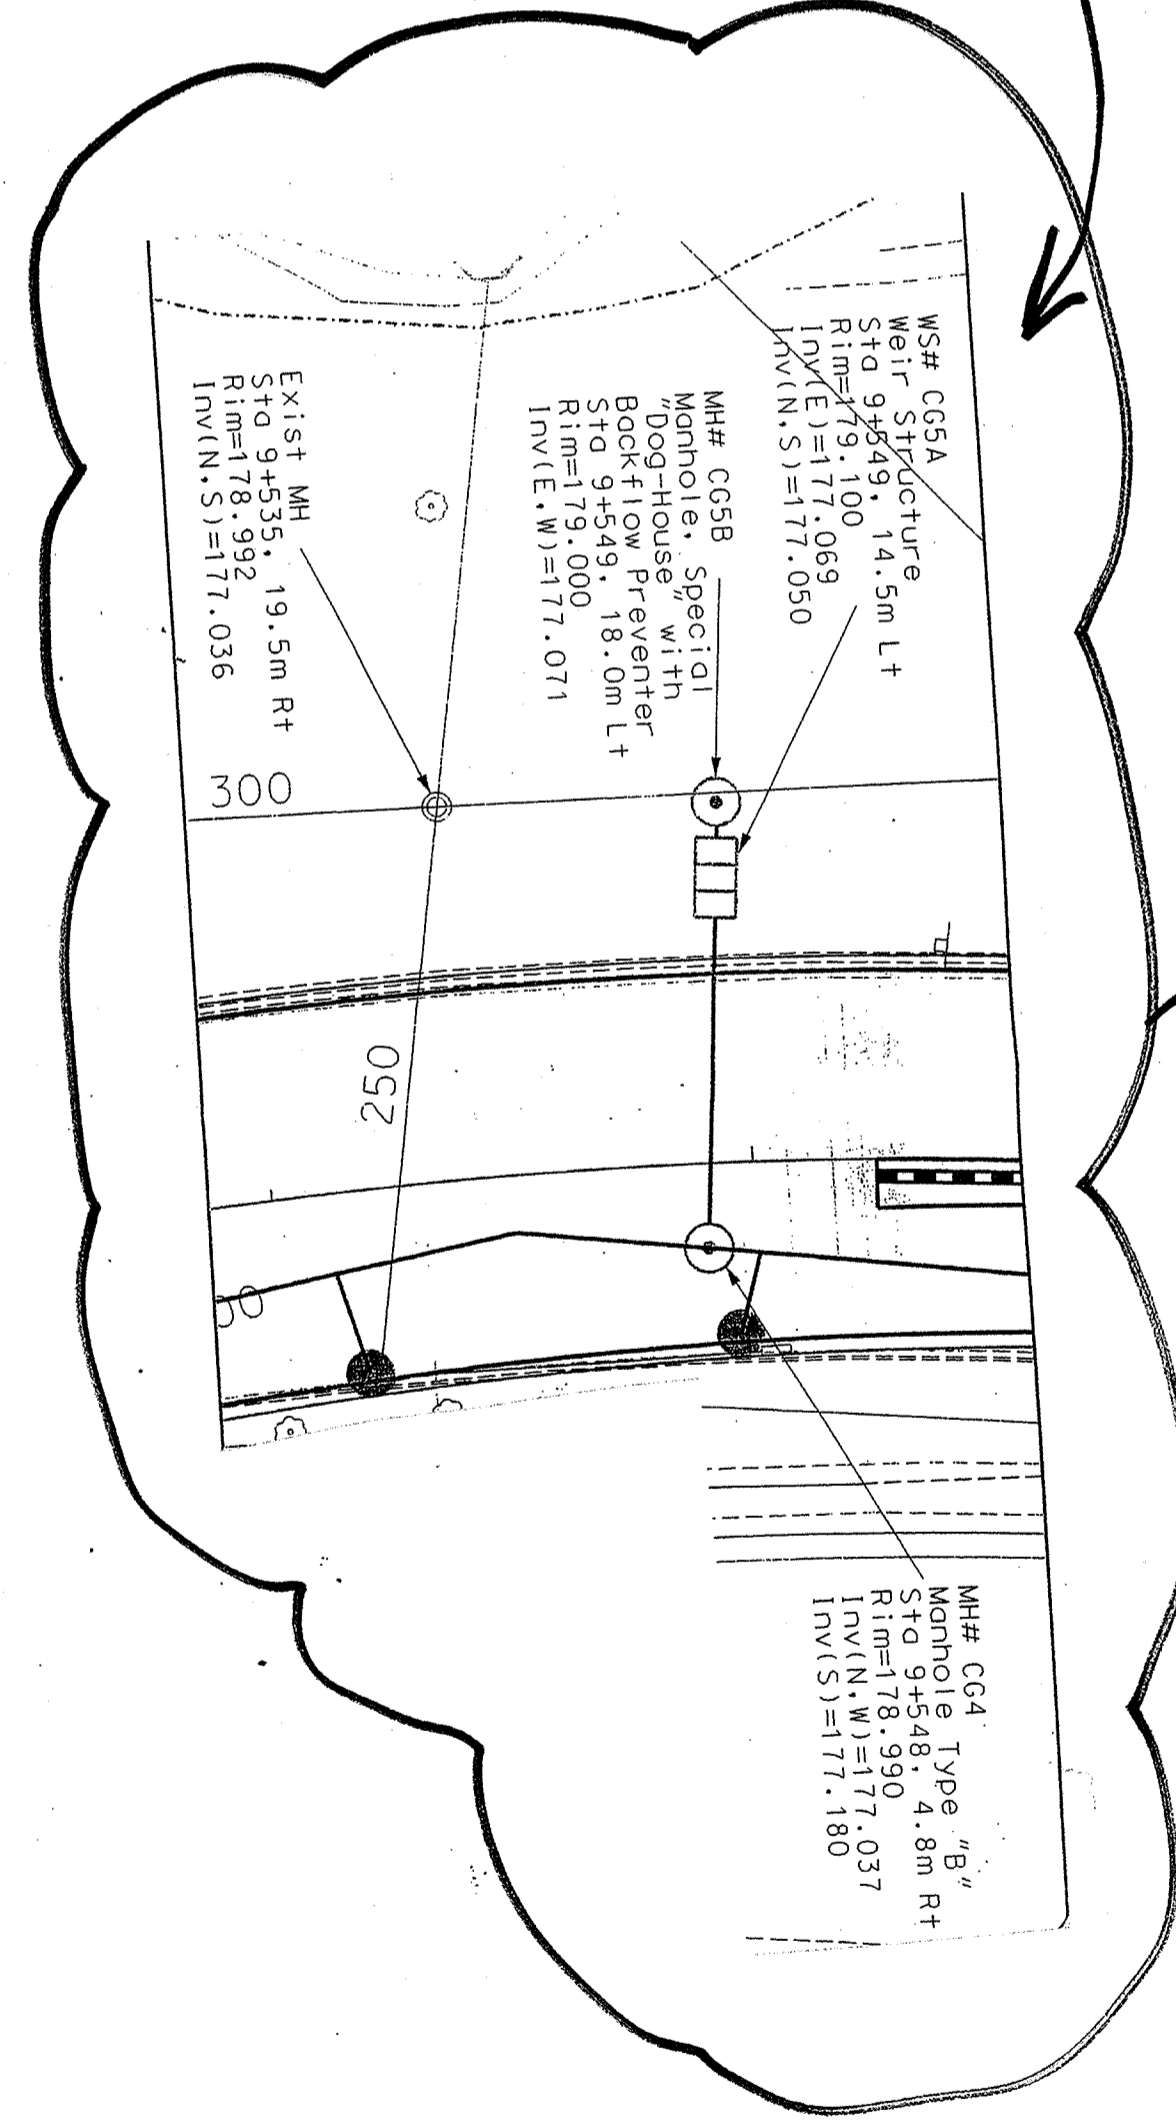 WS# CG5A
Weir Structure
Sta 9+549, 14.5m Lt
Rim=179.100
Inv(E)=177.069
Inv(N,S)=177.050
MH# CG5B
Manhole, Special
"Dog-House" with
Backflow Preventer
Sta 9+549, 18.0m Lt
Rim=179.000
Inv(E,W)=177.071
Exist MH
Sta 9+535, 19.5m Rt
Rim=178.992
Inv(N,S)=177.036
300
250
MH# CG4
Manhole Type "B"
Sta 9+548, 4.8m Rt
Rim=178.990
Inv(N,W)=177.037
Inv(S)=177.180